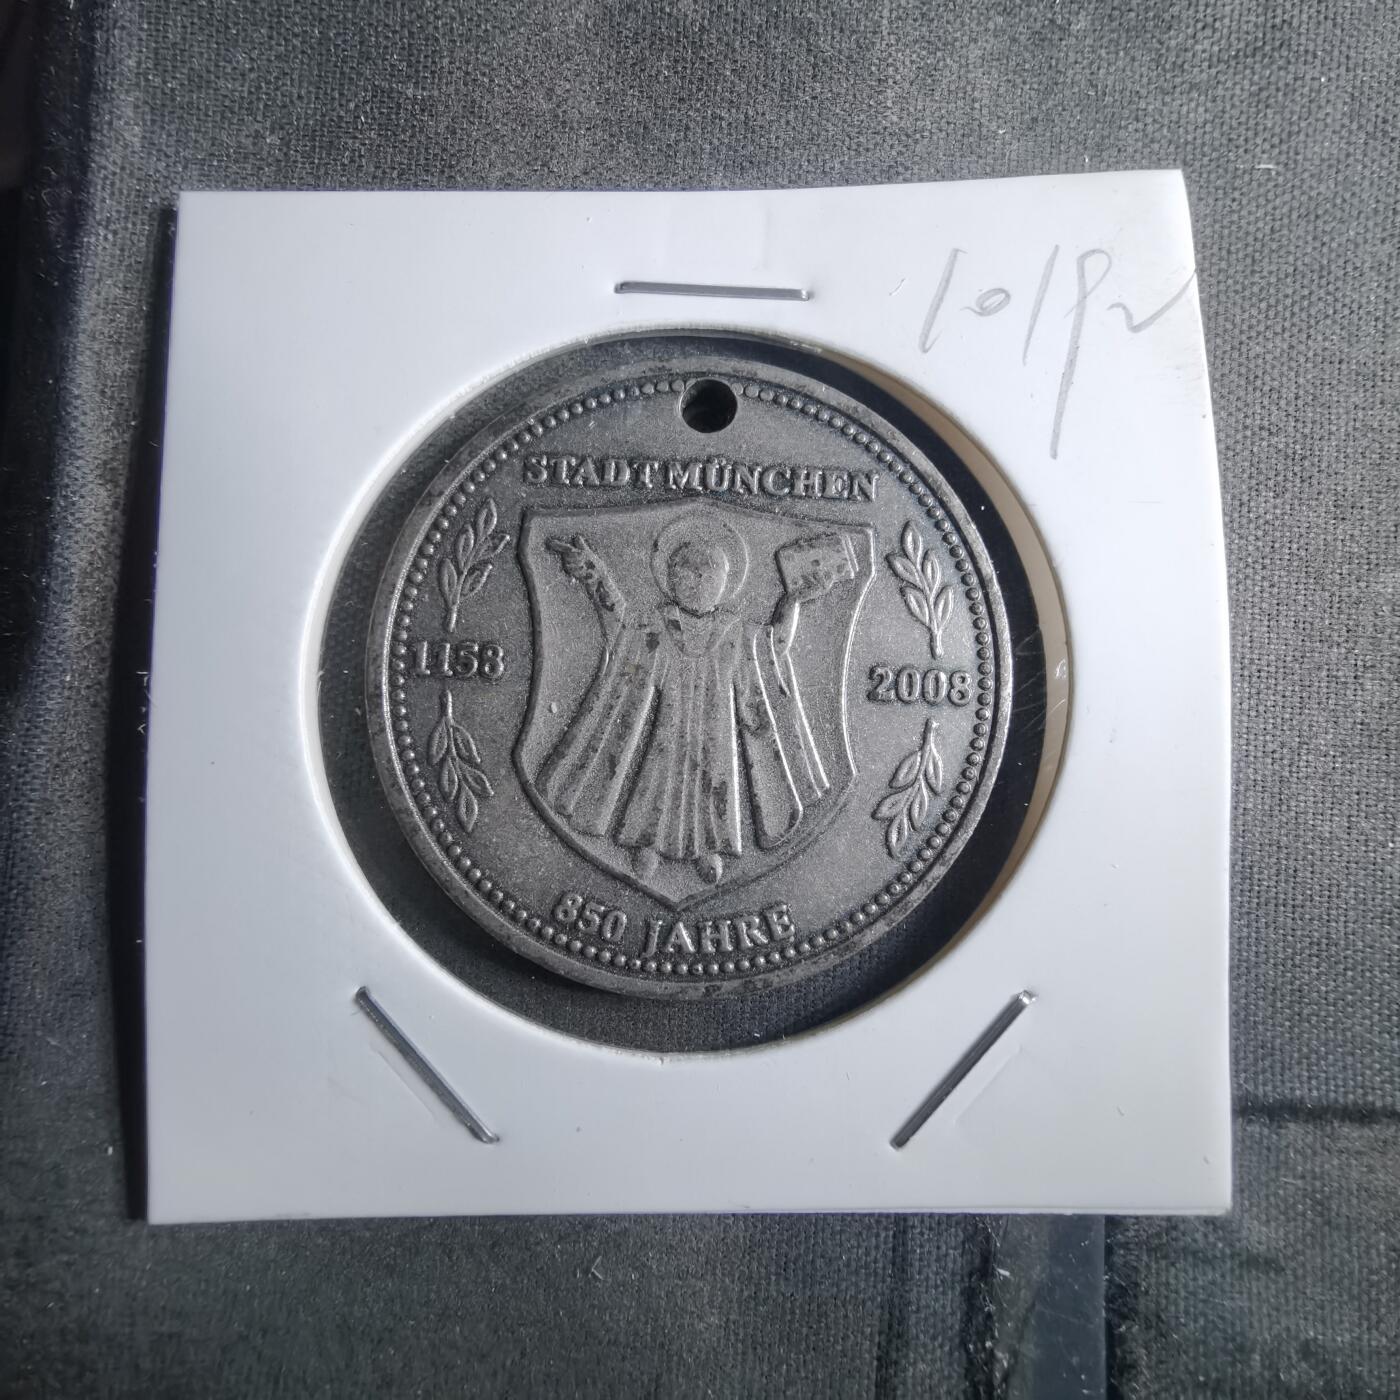 STADT MÜNCHEN
1158
2008
850 JAHRE